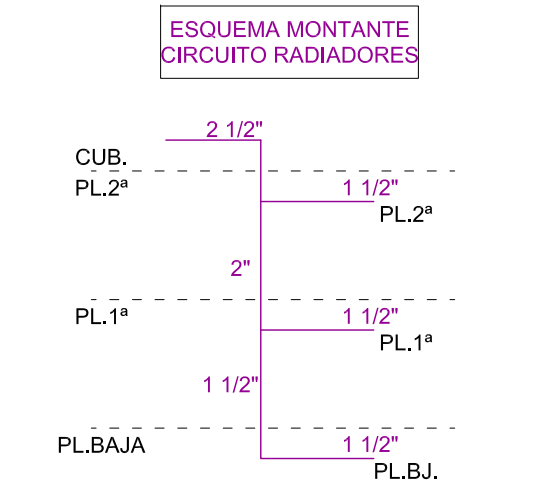 ESQUEMA MONTANTE
CIRCUITO RADIADORES
2 1/2"
CUB.
PL.2ª
1 1/2"
PL.2ª
2"
PL.1ª
1 1/2"
PL.1ª
1 1/2"
PL.BAJA
1 1/2"
PL.BJ.